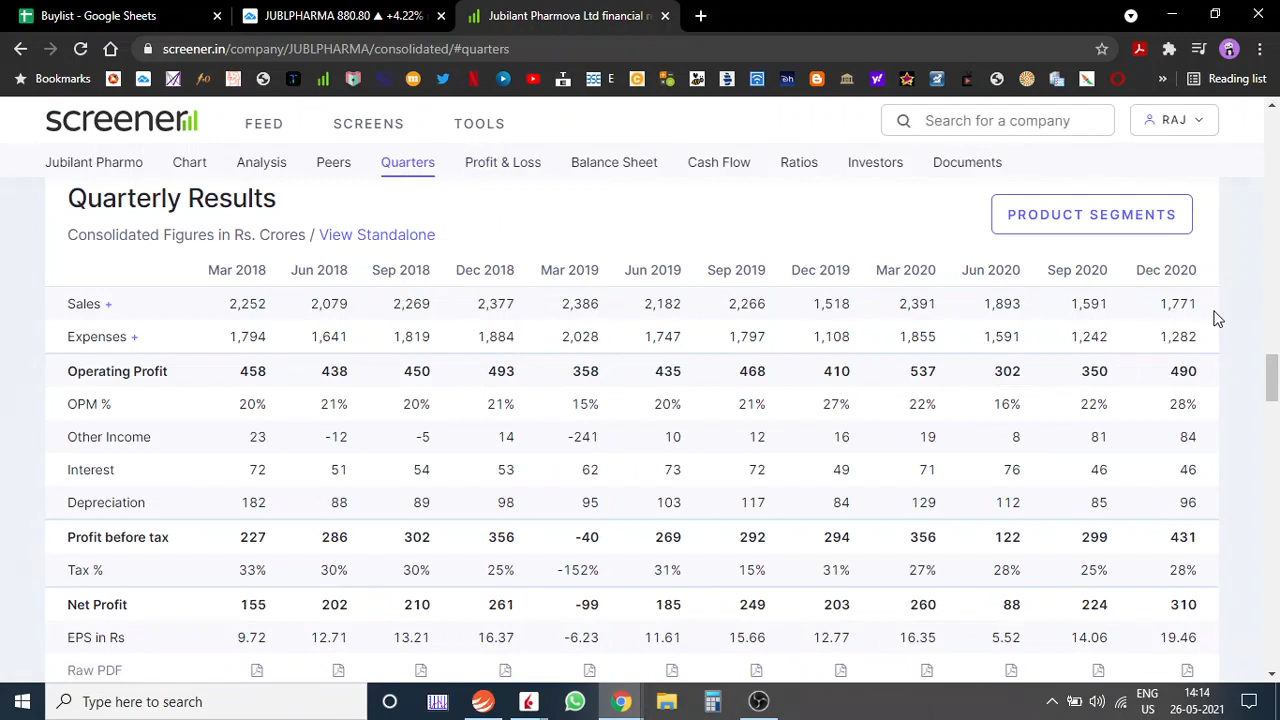 Buylist - Google Sheets
JUBLPHARMA 880.80 ▲ +4.22%
Jubilant Pharmova Ltd financial r
screener.in/company/JUBLPHARMA/consolidated/#quarters
Bookmarks
Reading list
screener
FEED
SCREENS
TOOLS
Search for a company
RAJ
Jubilant Pharmo Chart Analysis Peers Quarters Profit & Loss Balance Sheet Cash Flow Ratios Investors Documents
Quarterly Results
PRODUCT SEGMENTS
Consolidated Figures in Rs. Crores / View Standalone
Mar 2018 Jun 2018 Sep 2018 Dec 2018 Mar 2019 Jun 2019 Sep 2019 Dec 2019 Mar 2020 Jun 2020 Sep 2020 Dec 2020
Sales + 2,252 2,079 2,269 2,377 2,386 2,182 2,266 1,518 2,391 1,893 1,591 1,771
Expenses + 1,794 1,641 1,819 1,884 2,028 1,747 1,797 1,108 1,855 1,591 1,242 1,282
Operating Profit 458 438 450 493 358 435 468 410 537 302 350 490
OPM % 20% 21% 20% 21% 15% 20% 21% 27% 22% 16% 22% 28%
Other Income 23 -12 -5 14 -241 10 12 16 19 8 81 84
Interest 72 51 54 53 62 73 72 49 71 76 46 46
Depreciation 182 88 89 98 95 103 117 84 129 112 85 96
Profit before tax 227 286 302 356 -40 269 292 294 356 122 299 431
Tax % 33% 30% 30% 25% -152% 31% 15% 31% 27% 28% 25% 28%
Net Profit 155 202 210 261 -99 185 249 203 260 88 224 310
EPS in Rs 9.72 12.71 13.21 16.37 -6.23 11.61 15.66 12.77 16.35 5.52 14.06 19.46
Raw PDF
Type here to search
ENG
US
14:14
26-05-2021